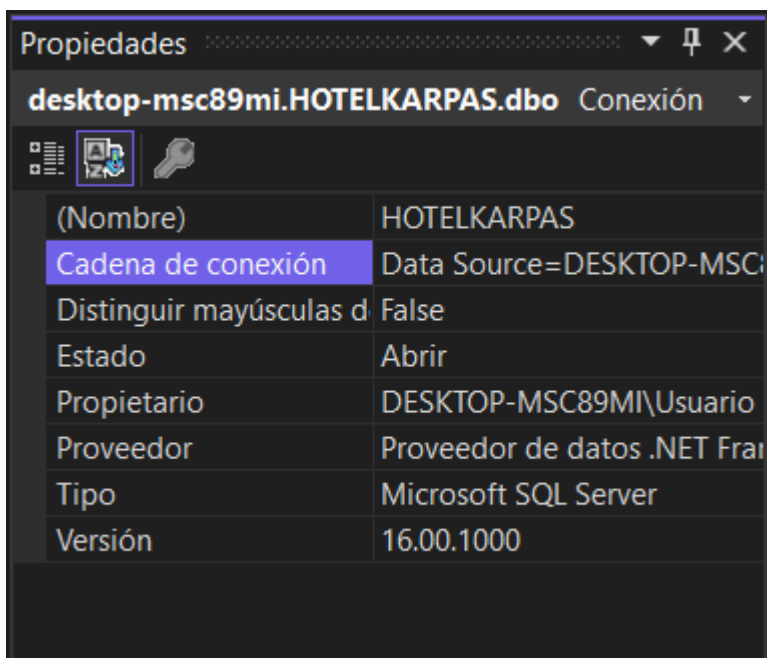 Propiedades
desktop-msc89mi.HOTELKARPAS.dbo Conexión
(Nombre) HOTELKARPAS
Cadena de conexión Data Source=DESKTOP-MSC
Distinguir mayúsculas d False
Estado Abrir
Propietario DESKTOP-MSC89MI\Usuario
Proveedor Proveedor de datos .NET Fra
Tipo Microsoft SQL Server
Versión 16.00.1000